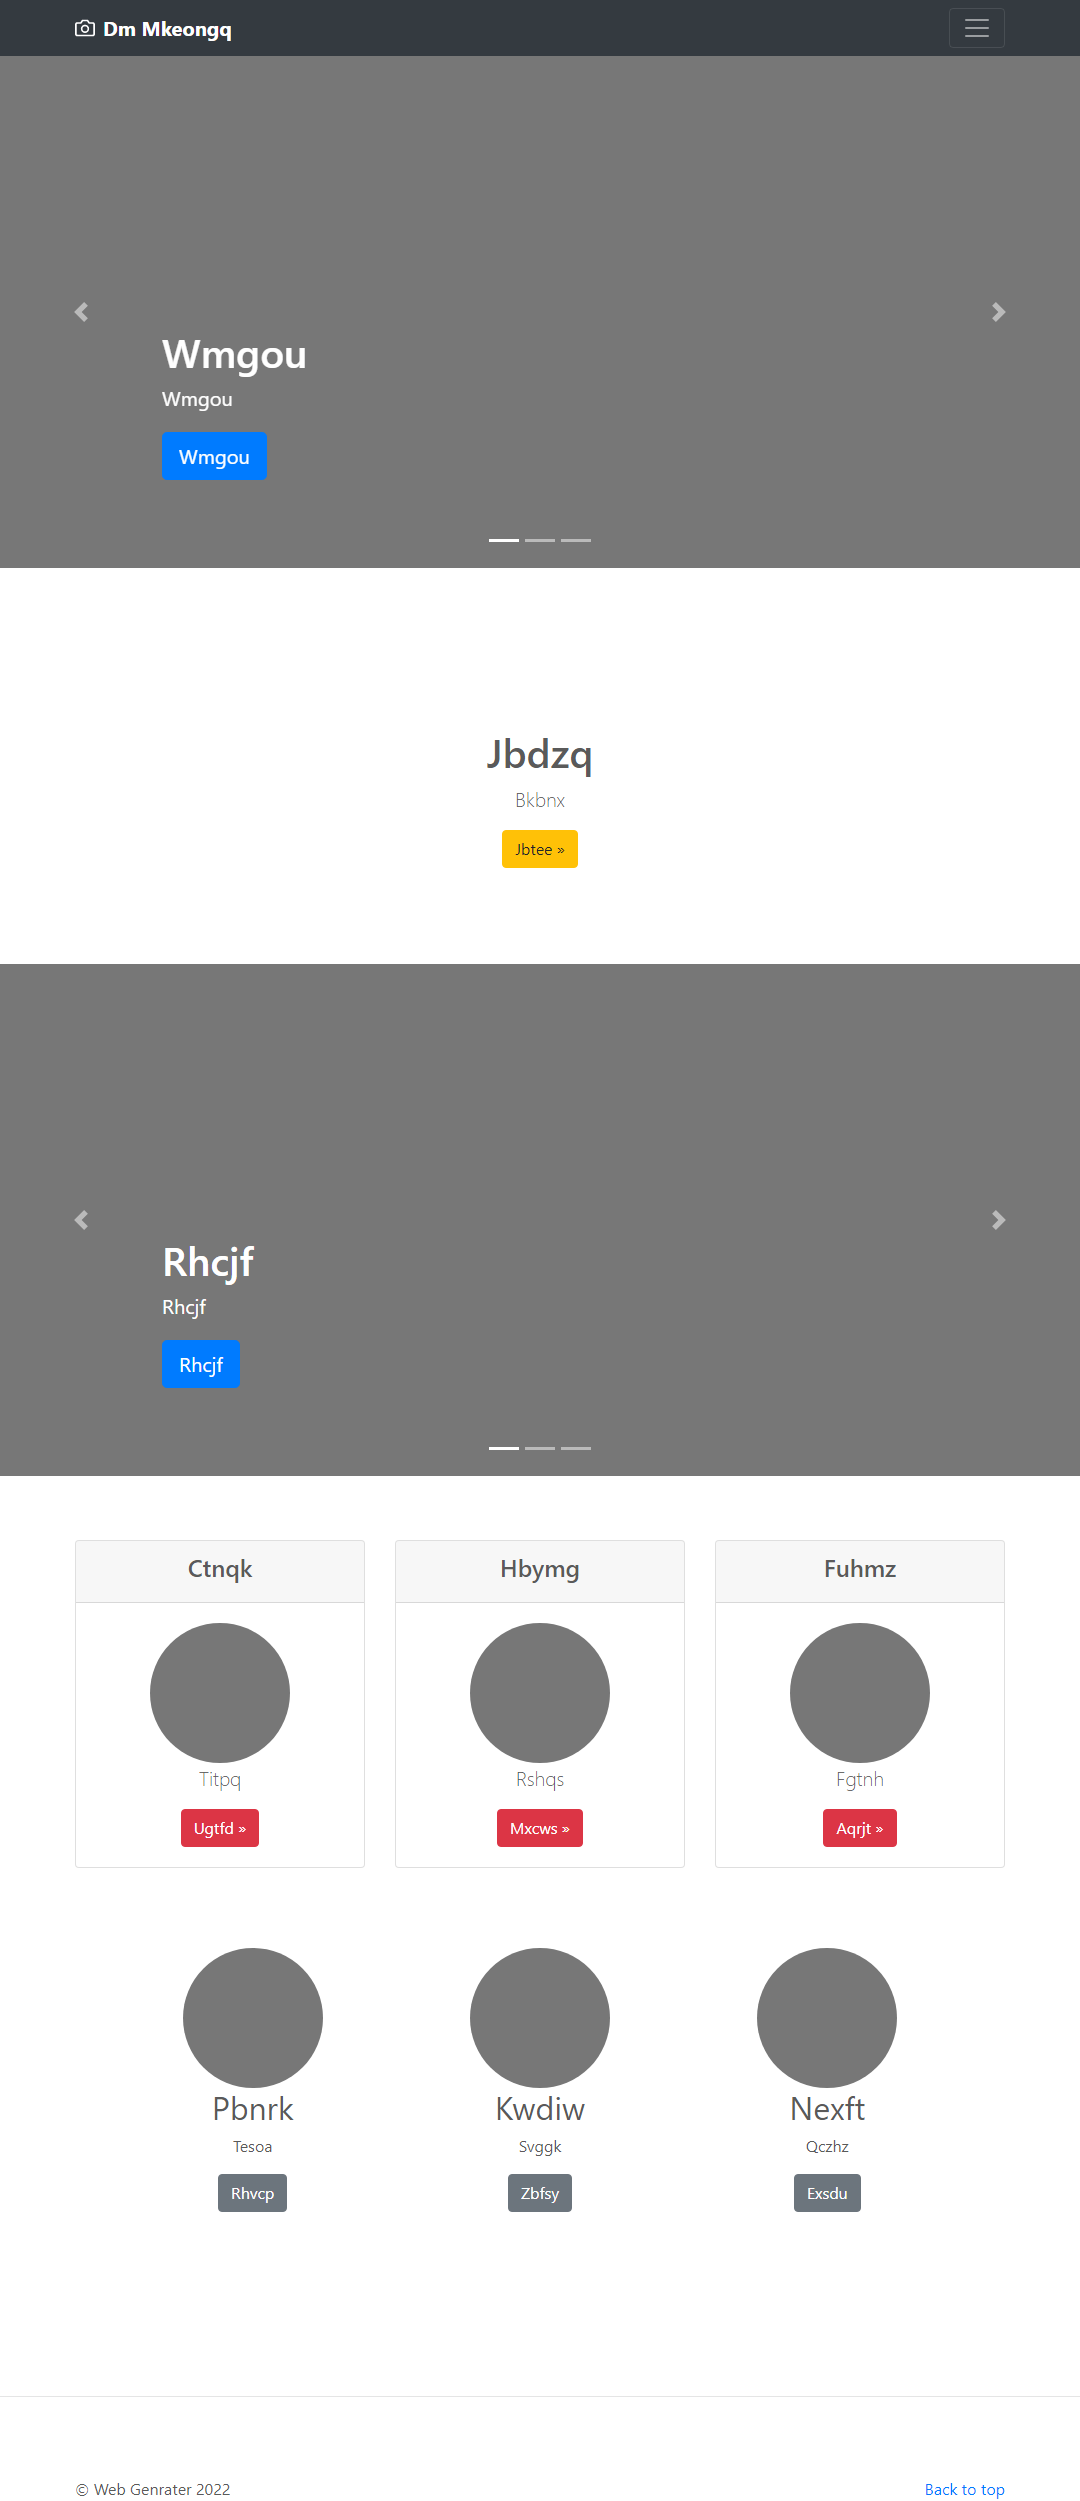 Dm Mkeongq
Wmgou
Wmgou
Wmgou
Jbdzq
Bkbnx
Jbtee »
Rhcjf
Rhcjf
Rhcjf
Ctnqk
Hbymg
Fuhmz
Titpq
Rshqs
Fgtnh
Ugtfd »
Mxcws »
Aqrjt »
Pbnrk
Kwdiw
Nexft
Tesoa
Svggk
Qczhz
Rhvcp
Zbfsy
Exsdu
© Web Genrater 2022
Back to top